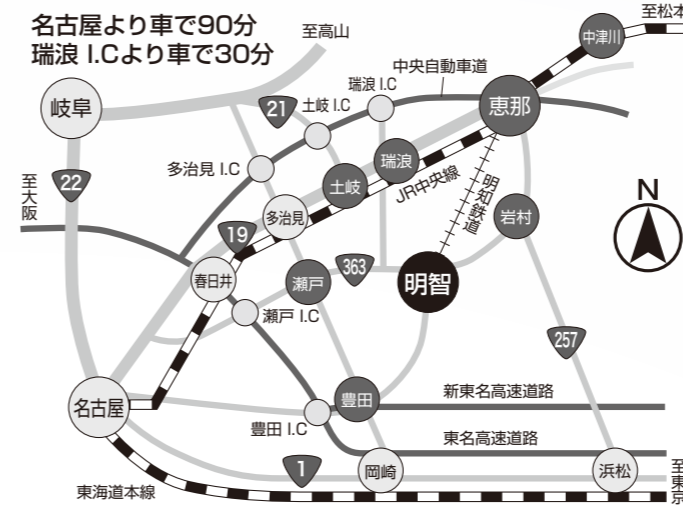 名古屋より車で90分
瑞浪 I.Cより車で30分
至高山
至松本
中津川
中央自動車道
瑞浪 I.C
恵那
岐阜
21
土岐 I.C
多治見 I.C
瑞浪
土岐
JR中央線
明知鉄道
岩村
N
至大阪
22
多治見
19
春日井
瀬戸
363
明智
瀬戸 I.C
257
名古屋
豊田
新東名高速道路
豊田 I.C
東名高速道路
1
岡崎
浜松
至東京
東海道本線